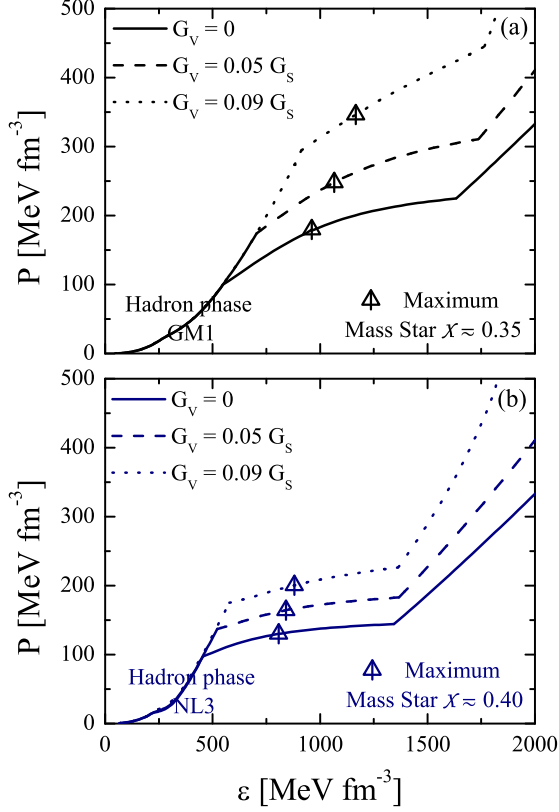 500
400
300
200
100
0
P [MeV fm⁻³]
(a)
G_V = 0
G_V = 0.05 G_S
G_V = 0.09 G_S
Hadron phase
GM1
Maximum
Mass Star χ ≂ 0.35
500
400
300
200
100
0
P [MeV fm⁻³]
(b)
G_V = 0
G_V = 0.05 G_S
G_V = 0.09 G_S
Hadron phase
NL3
Maximum
Mass Star χ ≂ 0.40
0 500 1000 1500 2000
ε [MeV fm⁻³]